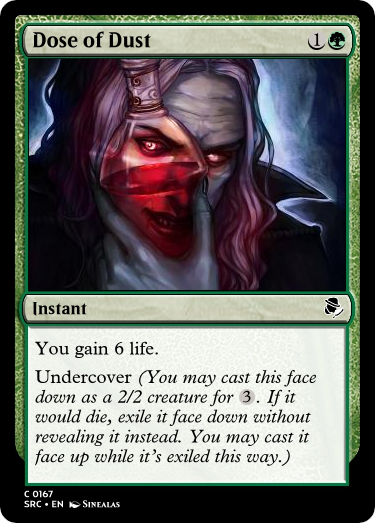 Dose of Dust 1
Instant
You gain 6 life.
Undercover (You may cast this face
down as a 2/2 creature for 3. If it
would die, exile it face down without
revealing it instead. You may cast it
face up while it's exiled this way.)
C 0167
SRC • EN Sinealas